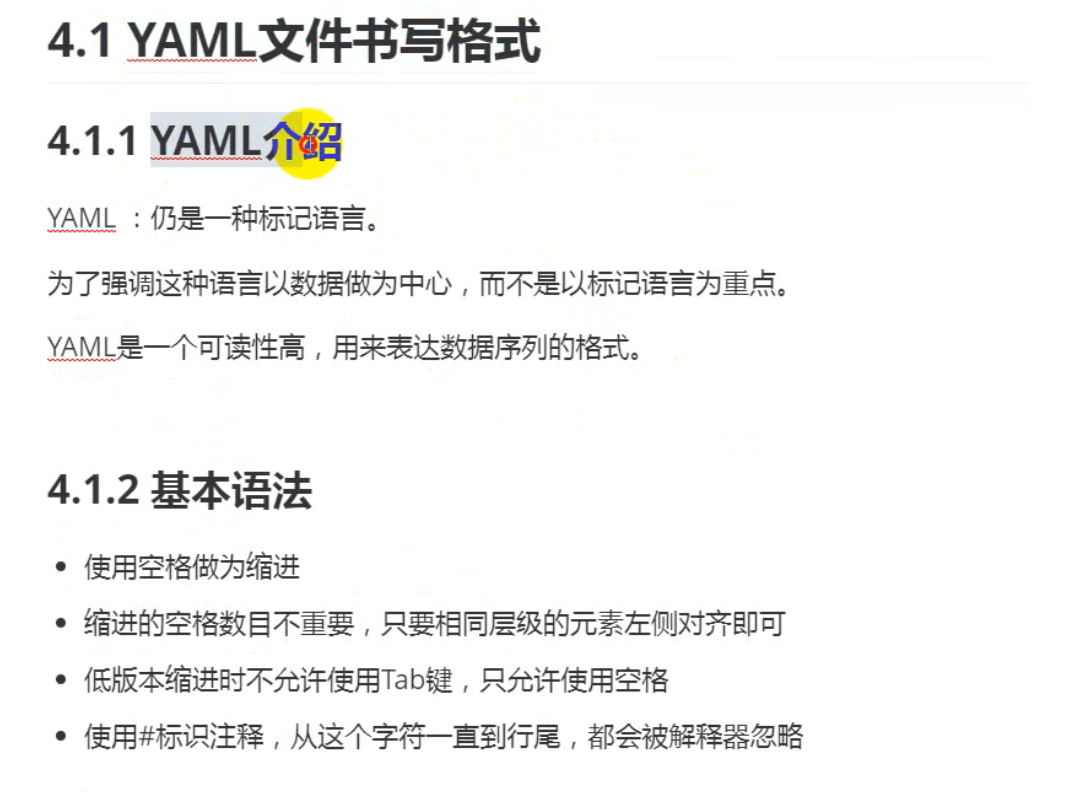 4.1 YAML文件书写格式
4.1.1 YAML介绍
YAML ：仍是一种标记语言。
为了强调这种语言以数据做为中心，而不是以标记语言为重点。
YAML是一个可读性高，用来表达数据序列的格式。
4.1.2 基本语法
• 使用空格做为缩进
• 缩进的空格数目不重要，只要相同层级的元素左侧对齐即可
• 低版本缩进时不允许使用Tab键，只允许使用空格
• 使用#标识注释，从这个字符一直到行尾，都会被解释器忽略